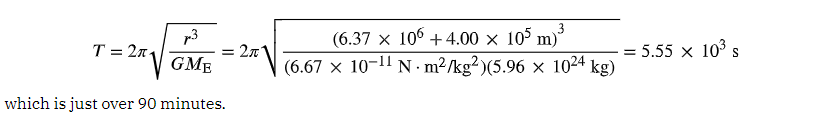 T = 2π√(r³/GM_E) = 2π√((6.37 × 10⁶ + 4.00 × 10⁵ m)³/((6.67 × 10⁻¹¹ N · m²/kg²)(5.96 × 10²⁴ kg))) = 5.55 × 10³ s
which is just over 90 minutes.